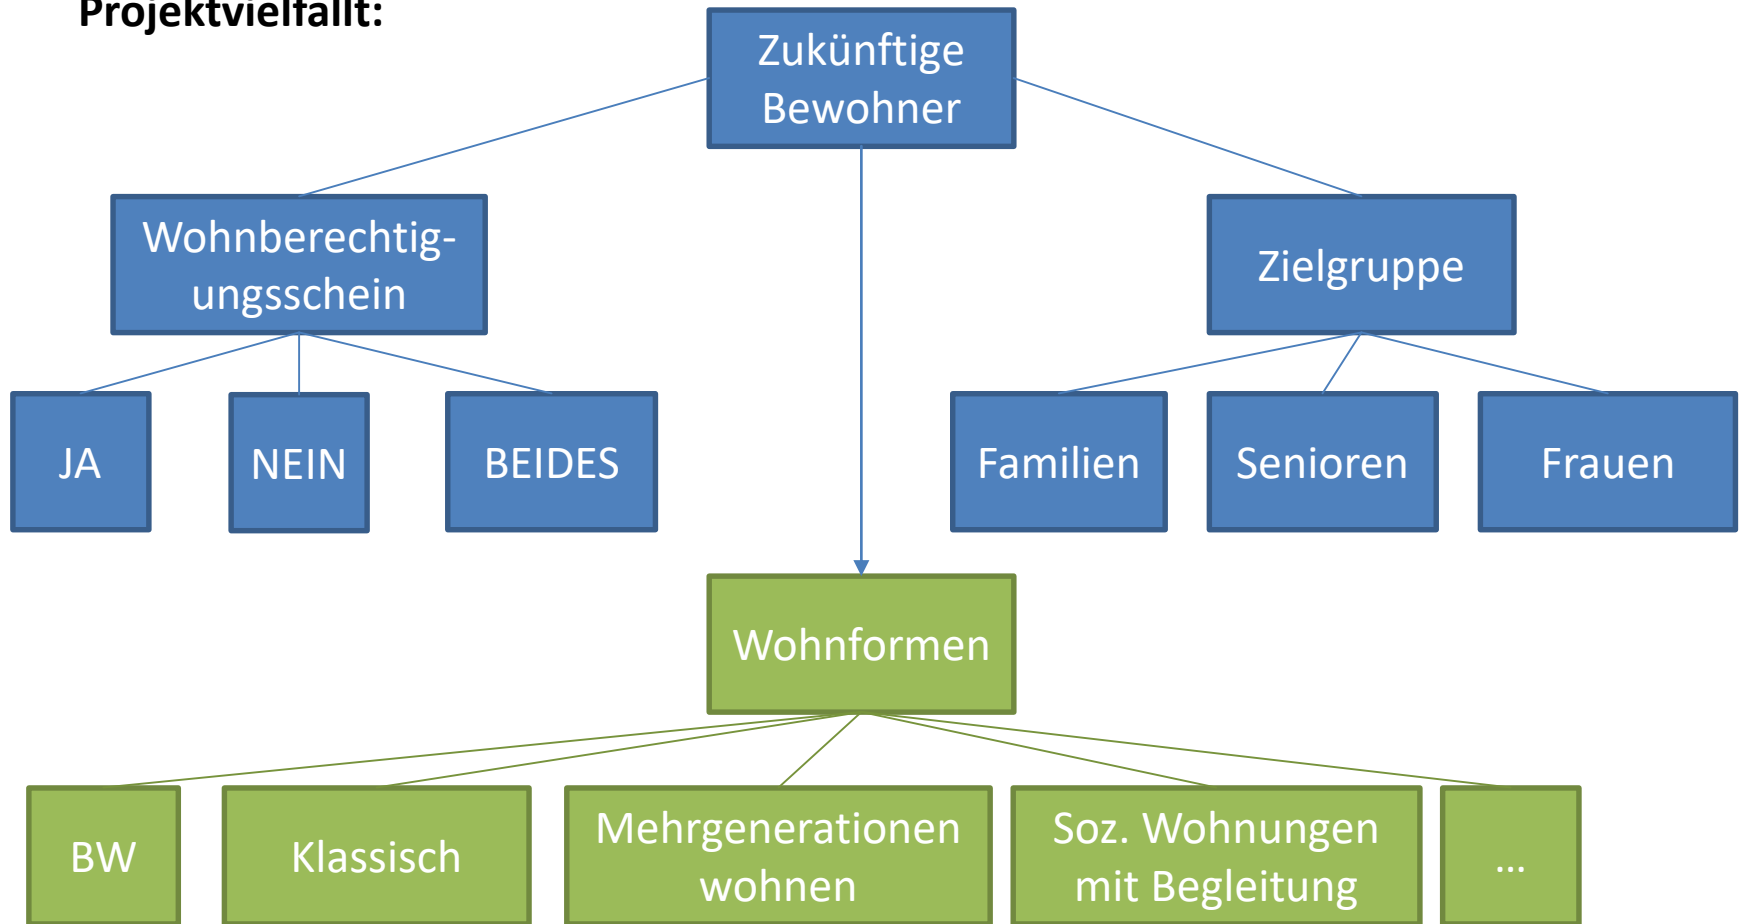 Projektvielfallt:
Zukünftige
Bewohner
Wohnberechtig-
ungsschein
Zielgruppe
JA
NEIN
BEIDES
Familien
Senioren
Frauen
Wohnformen
BW
Klassisch
Mehrgenerationen
wohnen
Soz. Wohnungen
mit Begleitung
...